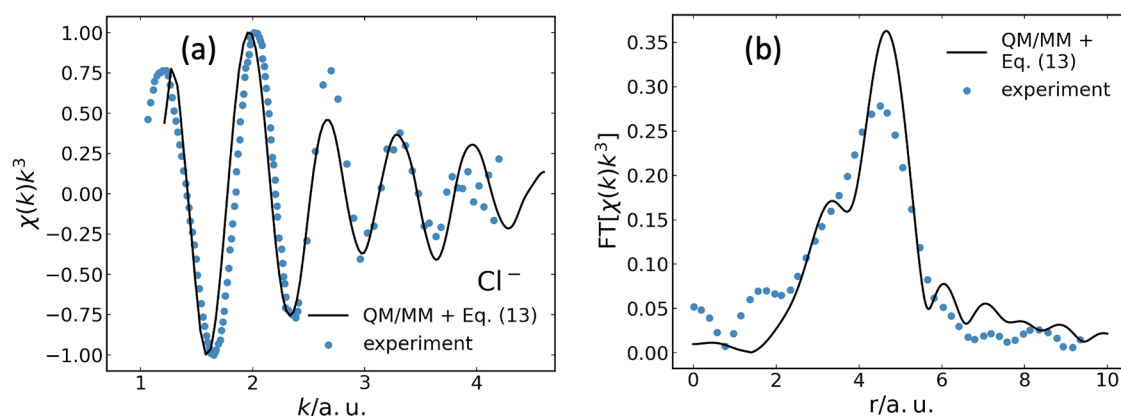 (a)
χ(k)k³
1.00
0.75
0.50
0.25
0.00
−0.25
−0.50
−0.75
−1.00
Cl⁻
QM/MM + Eq. (13)
experiment
1 2 3 4
k/a. u.
(b)
FT[χ(k)k³]
0.35
0.30
0.25
0.20
0.15
0.10
0.05
0.00
QM/MM +
Eq. (13)
experiment
0 2 4 6 8 10
r/a. u.